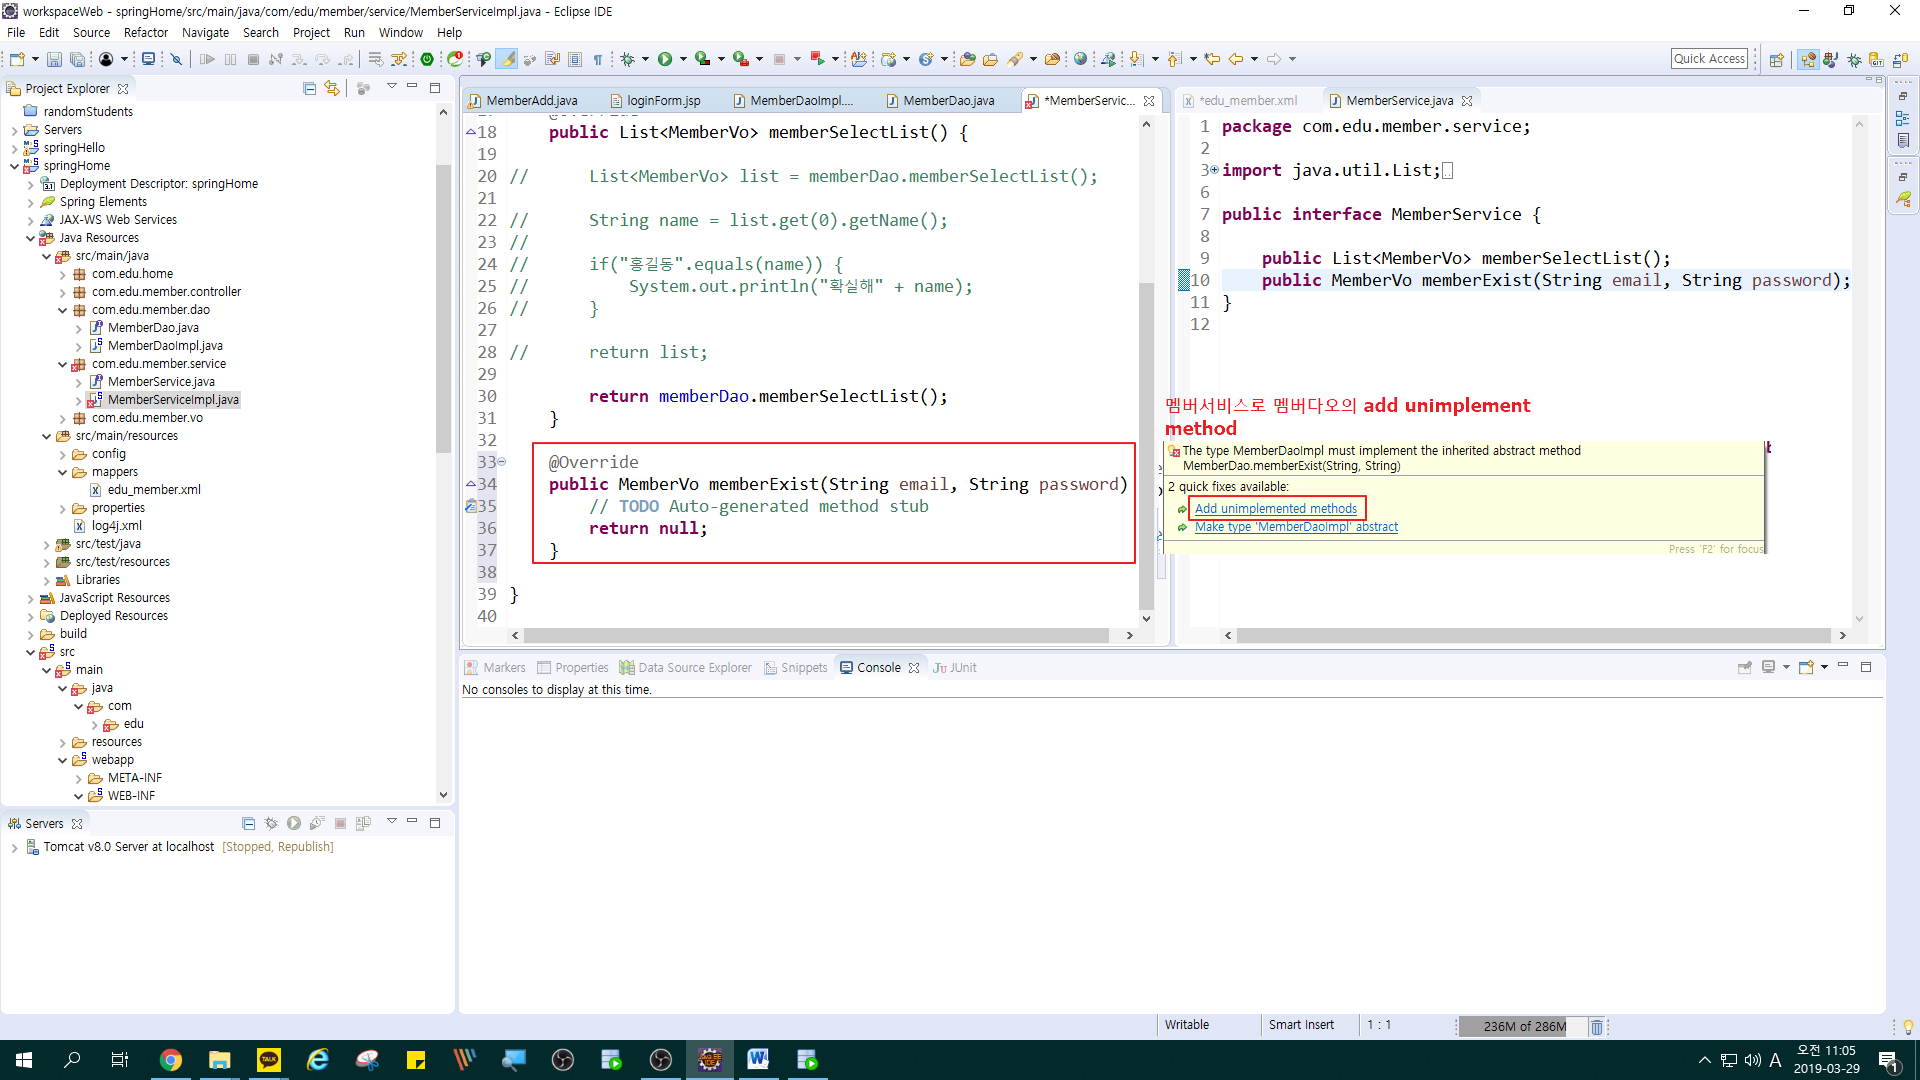 workspaceWeb - springHome/src/main/java/com/edu/member/service/MemberServiceImpl.java - Eclipse IDE
File Edit Source Refactor Navigate Search Project Run Window Help
Quick Access
Project Explorer
randomStudents
Servers
springHello
springHome
Deployment Descriptor: springHome
Spring Elements
JAX-WS Web Services
Java Resources
src/main/java
com.edu.home
com.edu.member.controller
com.edu.member.dao
MemberDao.java
MemberDaoImpl.java
com.edu.member.service
MemberService.java
MemberServiceImpl.java
com.edu.member.vo
src/main/resources
config
mappers
edu_member.xml
properties
log4j.xml
src/test/java
src/test/resources
Libraries
JavaScript Resources
Deployed Resources
build
src
main
java
com
edu
resources
webapp
META-INF
WEB-INF
Servers
Tomcat v8.0 Server at localhost [Stopped, Republish]
MemberAdd.java loginForm.jsp MemberDaoImpl.... MemberDao.java *MemberServic...
18 public List<MemberVo> memberSelectList() {
19
20 // List<MemberVo> list = memberDao.memberSelectList();
21
22 // String name = list.get(0).getName();
23 //
24 // if("홍길동".equals(name)) {
25 // System.out.println("확실해" + name);
26 // }
27
28 // return list;
29
30 return memberDao.memberSelectList();
31 }
32
33 @Override
34 public MemberVo memberExist(String email, String password)
35 // TODO Auto-generated method stub
36 return null;
37 }
38
39 }
40
*edu_member.xml MemberService.java
1 package com.edu.member.service;
2
3 import java.util.List;
6
7 public interface MemberService {
8
9 public List<MemberVo> memberSelectList();
10 public MemberVo memberExist(String email, String password);
11 }
12
멤버서비스로 멤버다오의 add unimplement
method
The type MemberDaoImpl must implement the inherited abstract method
MemberDao.memberExist(String, String)
2 quick fixes available:
Add unimplemented methods
Make type 'MemberDaoImpl' abstract
Press 'F2' for focus
Markers Properties Data Source Explorer Snippets Console JUnit
No consoles to display at this time.
Writable Smart Insert 1 : 1 236M of 286M
TALK
A 오전 11:05
2019-03-29
1